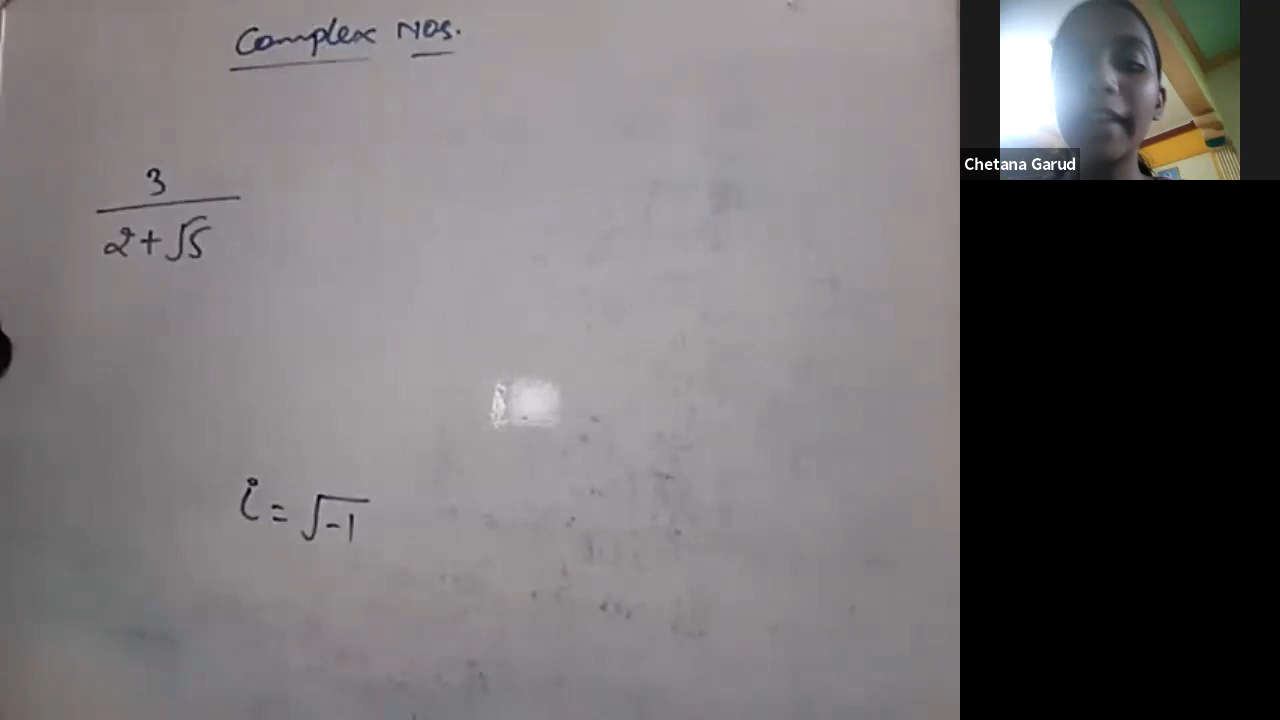 Complex Nos.
3
2 + √5
i = √-1
Chetana Garud